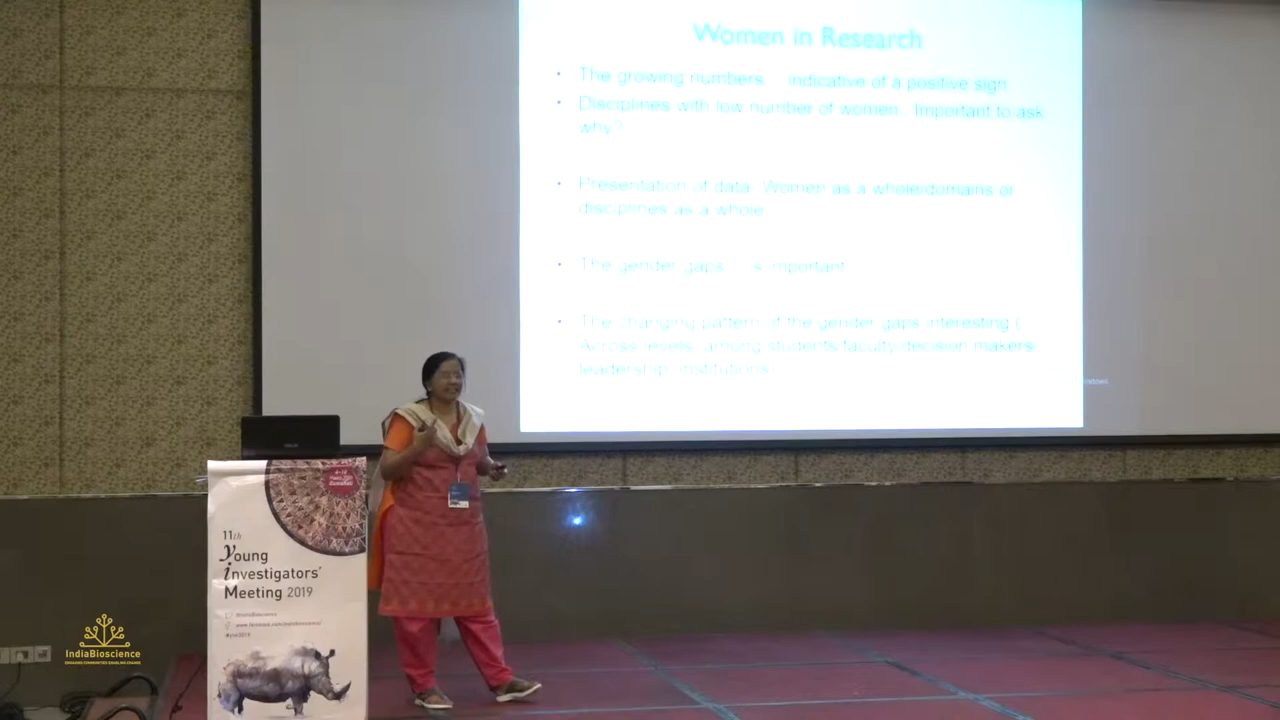 Women in Research
• The growing numbers indicative of a positive sign
• Disciplines with low number of women. Important to ask
why?
• Presentation of data- Women as a whole/domains or
disciplines as a whole
• The gender gaps is important
• The changing pattern of the gender gaps interesting (
Across levels, among students/faculty/decision makers/
leadership/institutions)
11th
Young
investigators'
Meeting 2019
IndiaBioscience